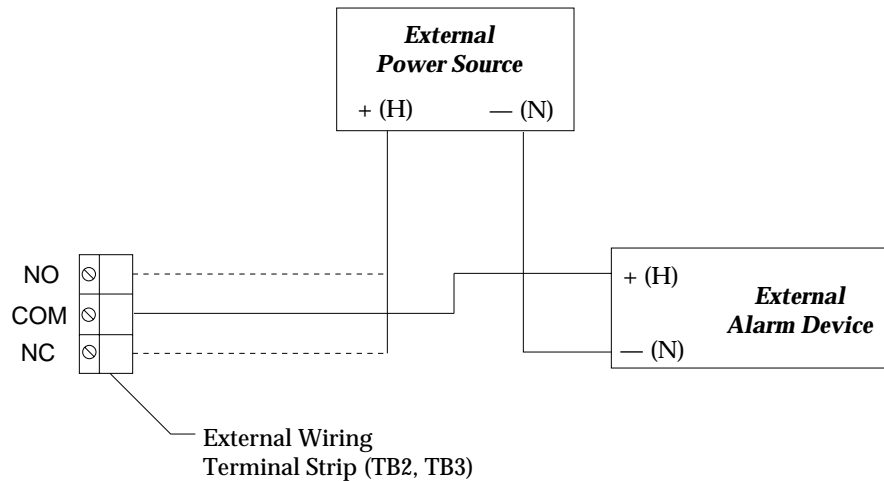 External
Power Source
+ (H) — (N)
NO
COM
NC
+ (H)
External
Alarm Device
— (N)
External Wiring
Terminal Strip (TB2, TB3)